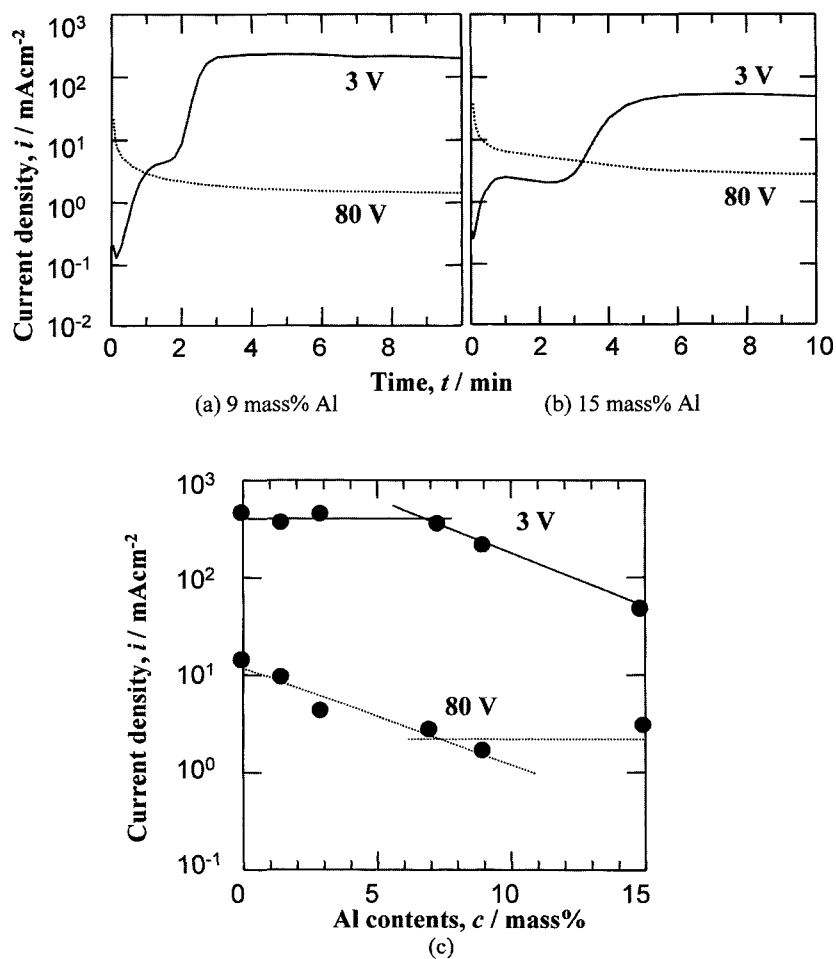 10³
10²
10¹
10⁰
10⁻¹
10⁻²
Current density, i / mAcm⁻²
3 V
80 V
0 2 4 6 8
3 V
80 V
0 2 4 6 8 10
Time, t / min
(a) 9 mass% Al
(b) 15 mass% Al
10³
10²
10¹
10⁰
10⁻¹
Current density, i / mAcm⁻²
3 V
80 V
0 5 10 15
Al contents, c / mass%
(c)